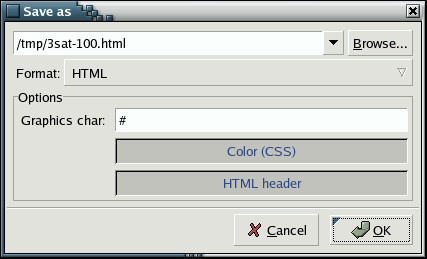 Save as
/tmp/3sat-100.html
Browse...
Format: HTML
Options
Graphics char: #
Color (CSS)
HTML header
Cancel
OK